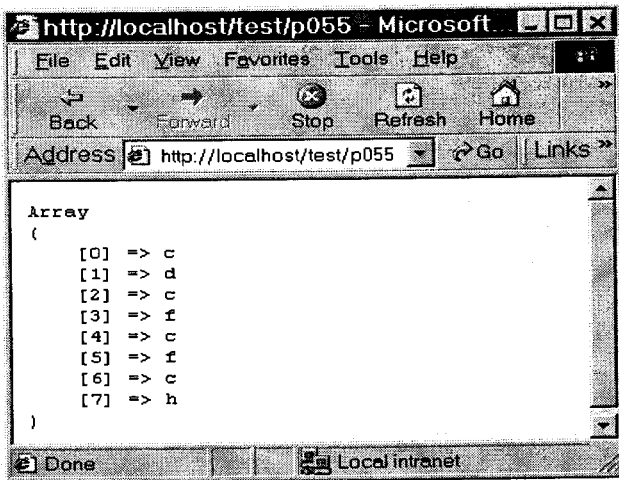 http://localhost/test/p055 - Microsoft...
File Edit View Favorites Tools Help
Back Forward Stop Refresh Home »
Address http://localhost/test/p055 Go Links »
Array
(
[0] => c
[1] => d
[2] => c
[3] => f
[4] => c
[5] => f
[6] => c
[7] => h
)
Done Local intranet